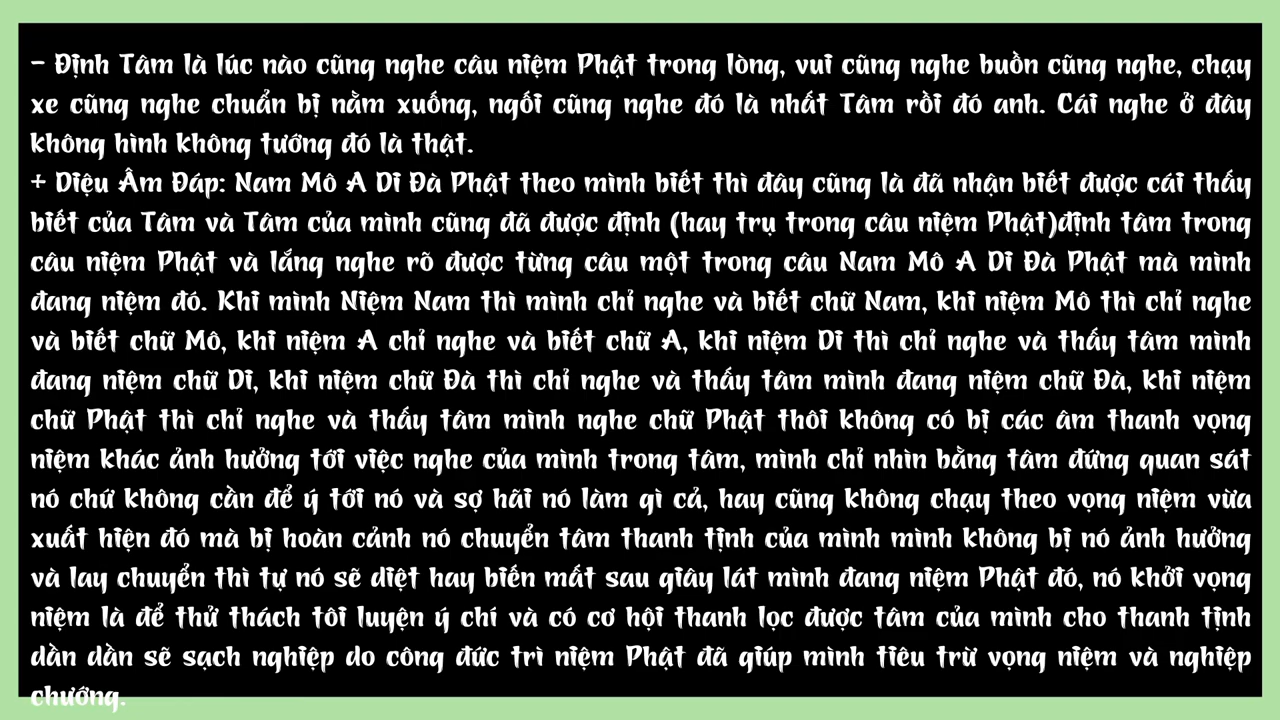 – Định Tâm là lúc nào cũng nghe câu niệm Phật trong lòng, vui cũng nghe buồn cũng nghe, chạy
xe cũng nghe chuẩn bị nằm xuống, ngối cũng nghe đó là nhất Tâm rồi đó anh. Cái nghe ở đây
không hình không tướng đó là thật.
+ Diệu Âm Đáp: Nam Mô A Di Đà Phật theo mình biết thì đây cũng là đã nhận biết được cái thấy
biết của Tâm và Tâm của mình cũng đã được định (hay trụ trong câu niệm Phật)định tâm trong
câu niệm Phật và lắng nghe rõ được từng câu một trong câu Nam Mô A Di Đà Phật mà mình
đang niệm đó. Khi mình Niệm Nam thì mình chỉ nghe và biết chữ Nam, khi niệm Mô thì chỉ nghe
và biết chữ Mô, khi niệm A chỉ nghe và biết chữ A, khi niệm Di thì chỉ nghe và thấy tâm mình
đang niệm chữ Di, khi niệm chữ Đà thì chỉ nghe và thấy tâm mình đang niệm chữ Đà, khi niệm
chữ Phật thì chỉ nghe và thấy tâm mình nghe chữ Phật thôi không có bị các âm thanh vọng
niệm khác ảnh hưởng tới việc nghe của mình trong tâm, mình chỉ nhìn bằng tâm đứng quan sát
nó chứ không cần để ý tới nó và sợ hãi nó làm gì cả, hay cũng không chạy theo vọng niệm vừa
xuất hiện đó mà bị hoàn cảnh nó chuyển tâm thanh tịnh của mình mình không bị nó ảnh hưởng
và lay chuyển thì tự nó sẽ diệt hay biến mất sau giây lát mình đang niệm Phật đó, nó khởi vọng
niệm là để thử thách tôi luyện ý chí và có cơ hội thanh lọc được tâm của mình cho thanh tịnh
dần dần sẽ sạch nghiệp do công đức trì niệm Phật đã giúp mình tiêu trừ vọng niệm và nghiệp
chướng.